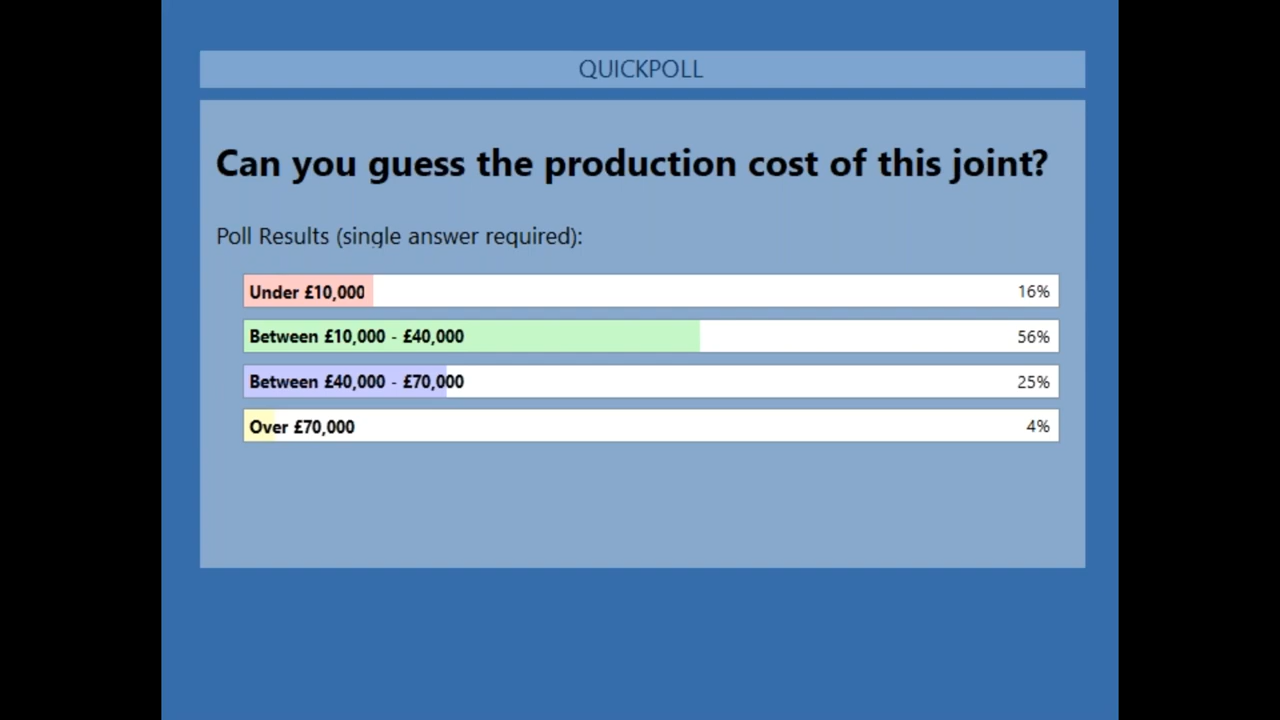 QUICKPOLL
Can you guess the production cost of this joint?
Poll Results (single answer required):
Under £10,000 16%
Between £10,000 - £40,000 56%
Between £40,000 - £70,000 25%
Over £70,000 4%